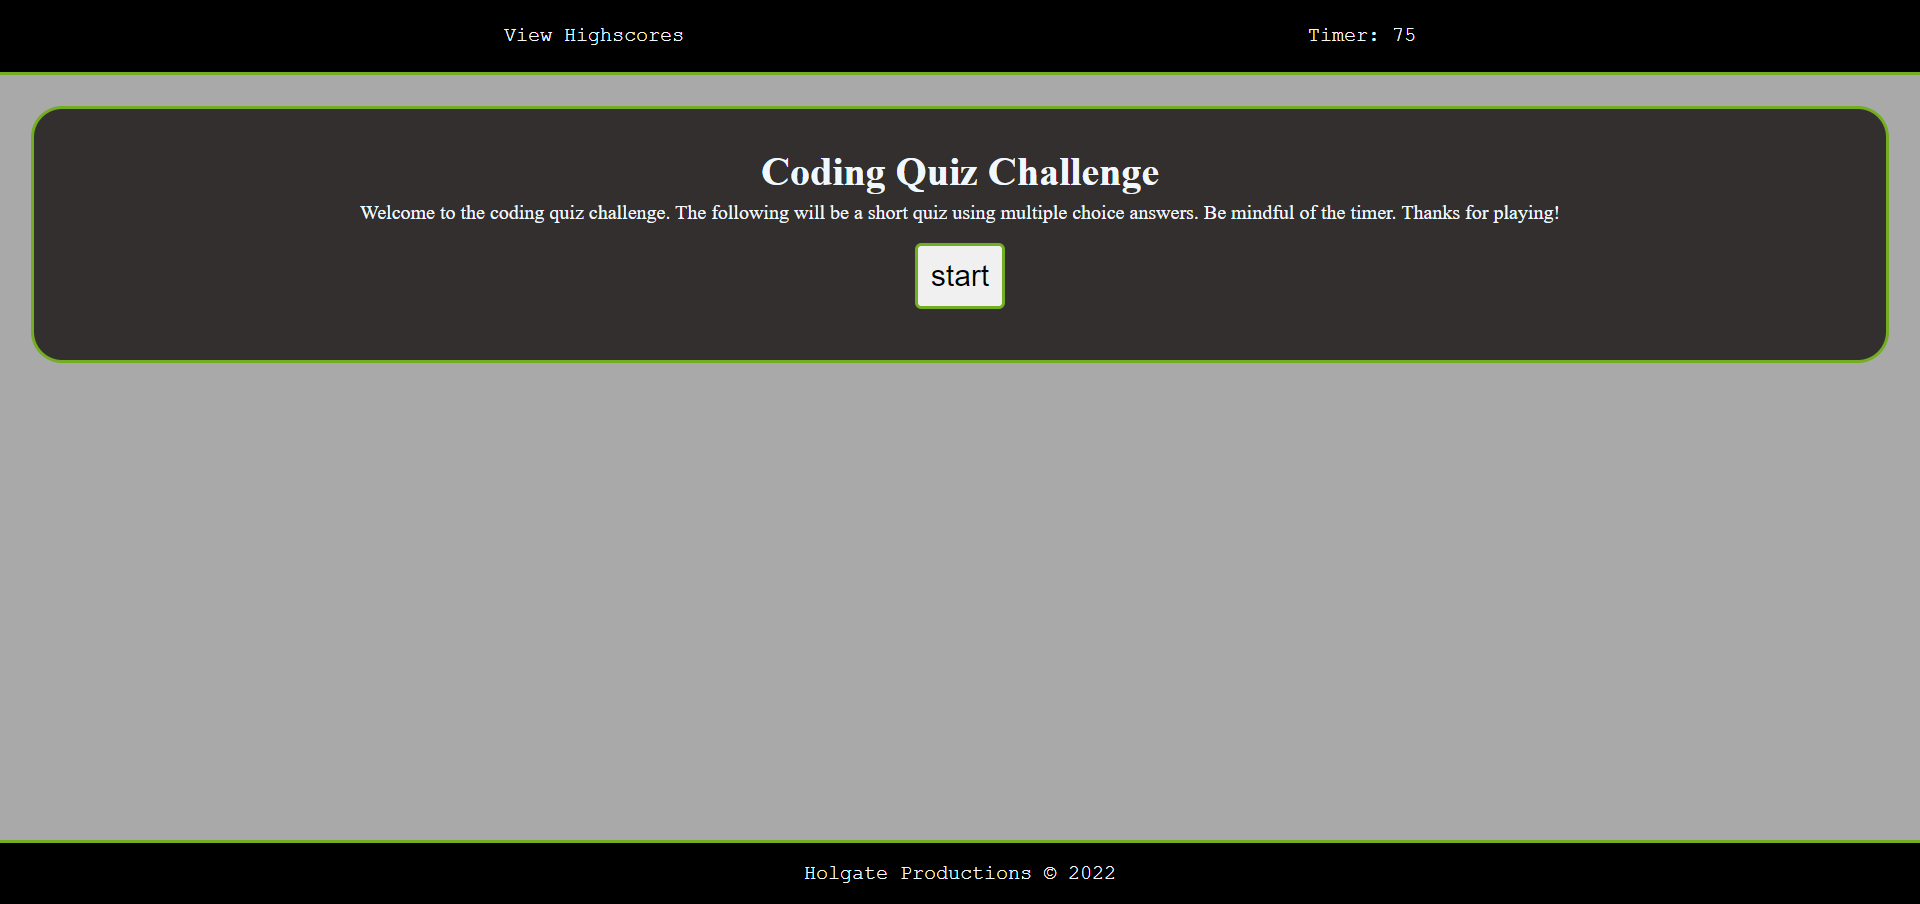 View Highscores
Timer: 75
Coding Quiz Challenge
Welcome to the coding quiz challenge. The following will be a short quiz using multiple choice answers. Be mindful of the timer. Thanks for playing!
start
Holgate Productions © 2022